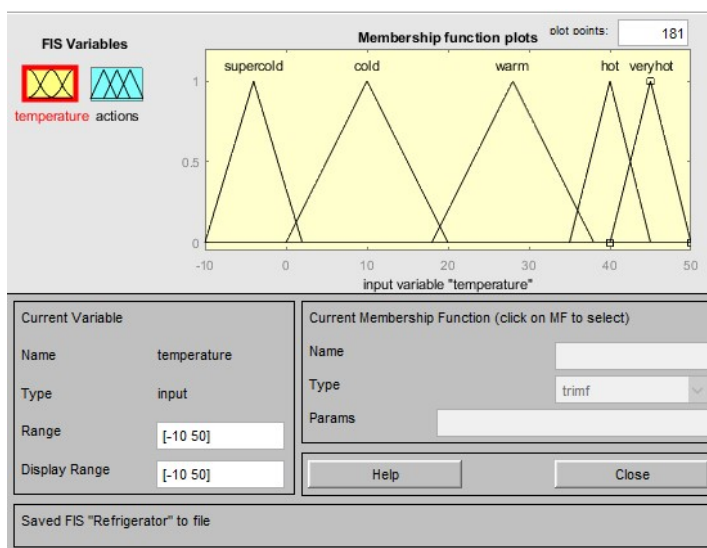 FIS Variables
Membership function plots
plot points:
181
supercold
cold
warm
hot
veryhot
temperature
actions
1
0.5
0
-10
0
10
20
30
40
50
input variable "temperature"
Current Variable
Name
temperature
Type
input
Range
[-10 50]
Display Range
[-10 50]
Current Membership Function (click on MF to select)
Name
Type
trimf
Params
Help
Close
Saved FIS "Refrigerator" to file